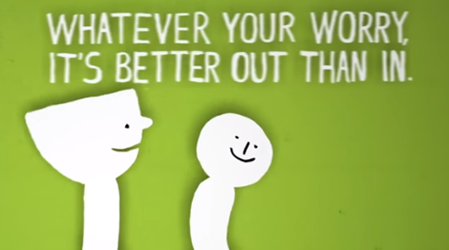 WHATEVER YOUR WORRY,
IT'S BETTER OUT THAN IN.